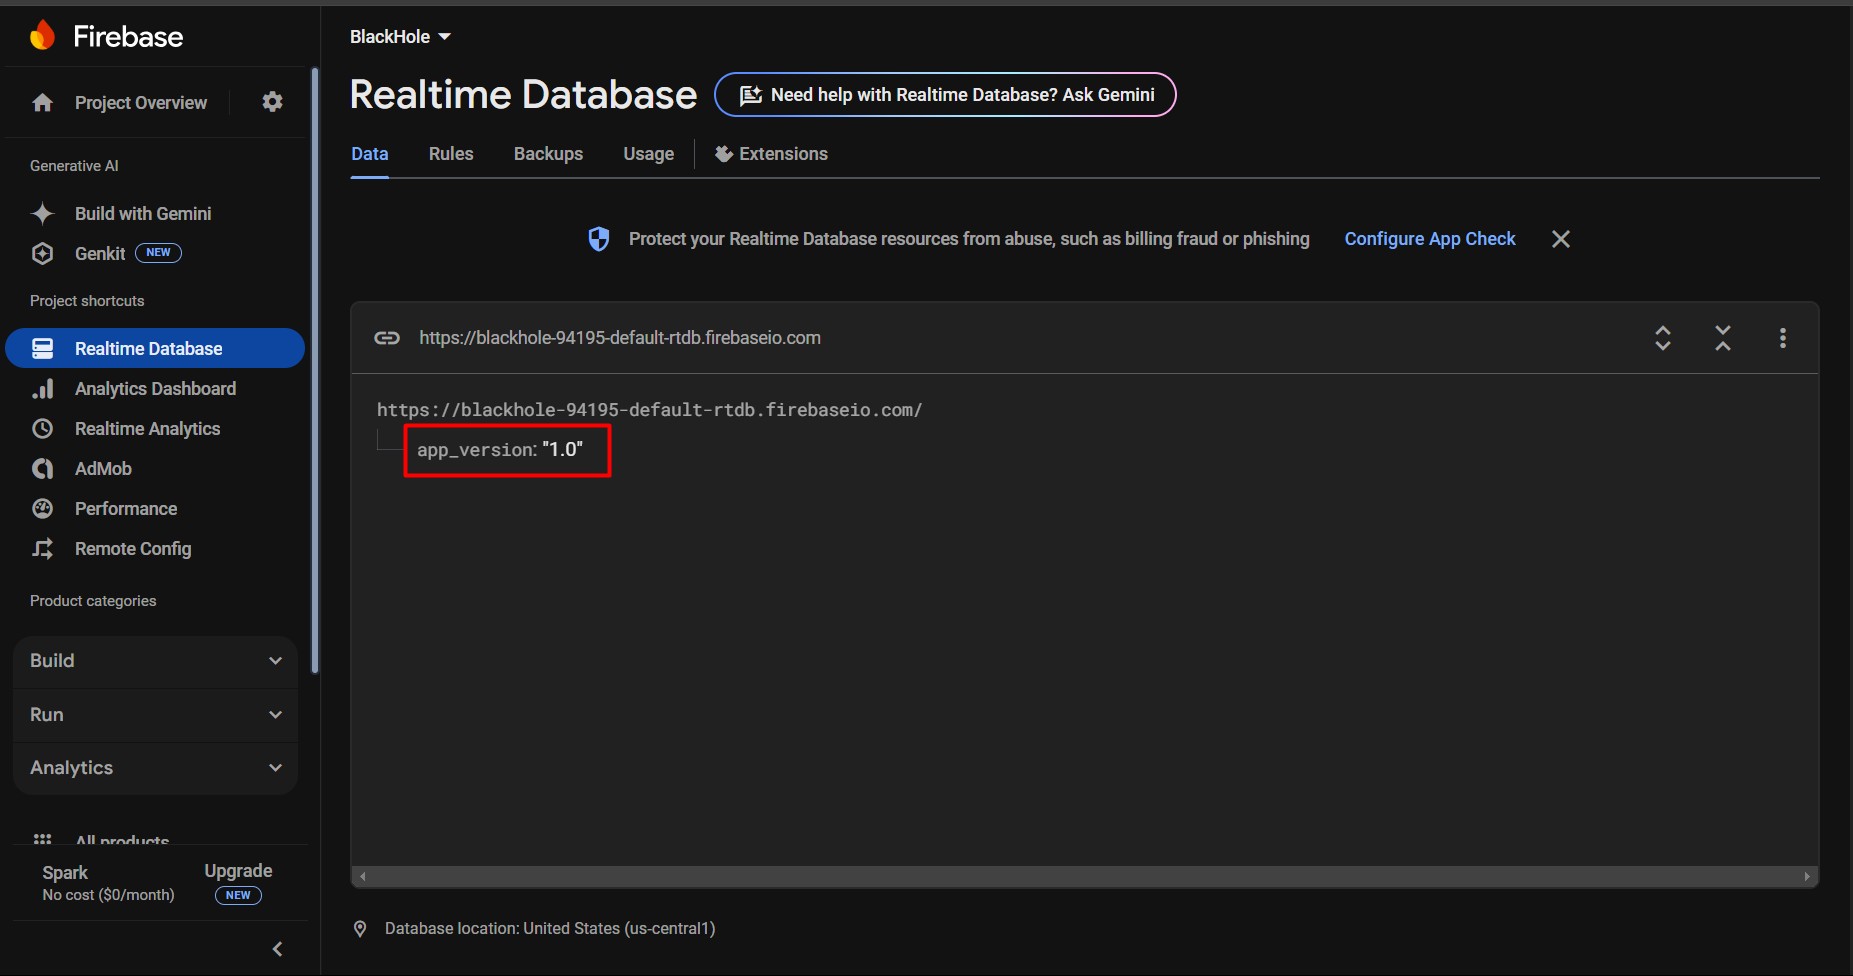 Firebase
BlackHole
Project Overview
Realtime Database
Need help with Realtime Database? Ask Gemini
Data Rules Backups Usage Extensions
Generative AI
Build with Gemini
Genkit NEW
Protect your Realtime Database resources from abuse, such as billing fraud or phishing Configure App Check
Project shortcuts
Realtime Database
Analytics Dashboard
Realtime Analytics
AdMob
Performance
Remote Config
Product categories
Build
Run
Analytics
All products
Spark
No cost ($0/month)
Upgrade
NEW
https://blackhole-94195-default-rtdb.firebaseio.com
https://blackhole-94195-default-rtdb.firebaseio.com/
app_version: "1.0"
Database location: United States (us-central1)